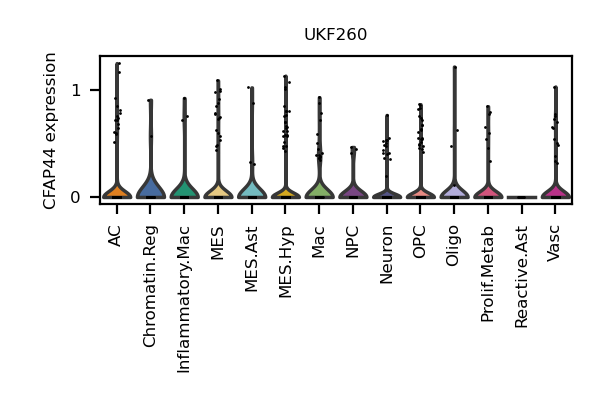 UKF260
CFAP44 expression
1
0
AC
Chromatin.Reg
Inflammatory.Mac
MES
MES.Ast
MES.Hyp
Mac
NPC
Neuron
OPC
Oligo
Prolif.Metab
Reactive.Ast
Vasc